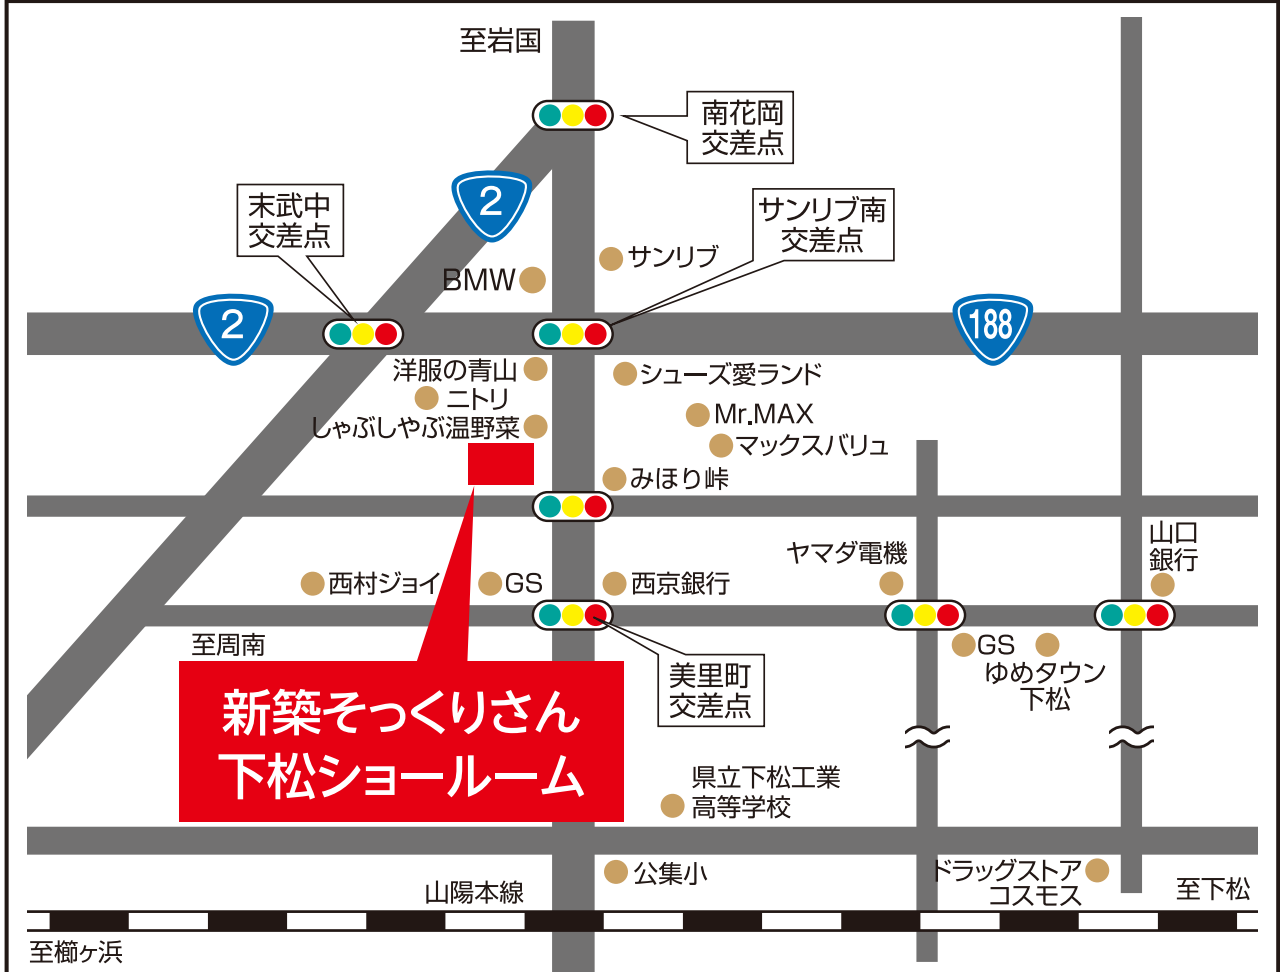 至岩国
南花岡
交差点
2
末武中
交差点
サンリブ南
交差点
サンリブ
BMW
2
188
洋服の青山
シューズ愛ランド
ニトリ
Mr.MAX
しゃぶしやぶ温野菜
マックスバリュ
みほり峠
山口
銀行
ヤマダ電機
西村ジョイ
GS
西京銀行
至周南
GS
ゆめタウン
下松
美里町
交差点
新築そっくりさん
下松ショールーム
県立下松工業
高等学校
公集小
ドラッグストア
コスモス
山陽本線
至下松
至櫛ヶ浜